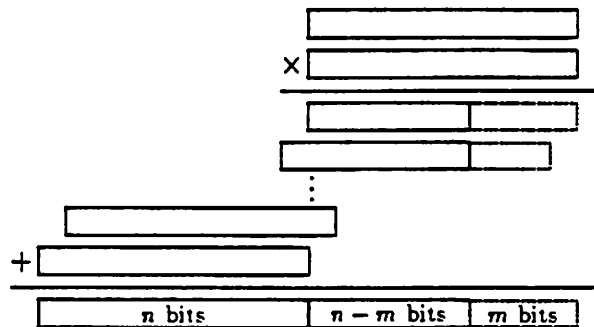 ×
⋮
+
n bits n − m bits m bits